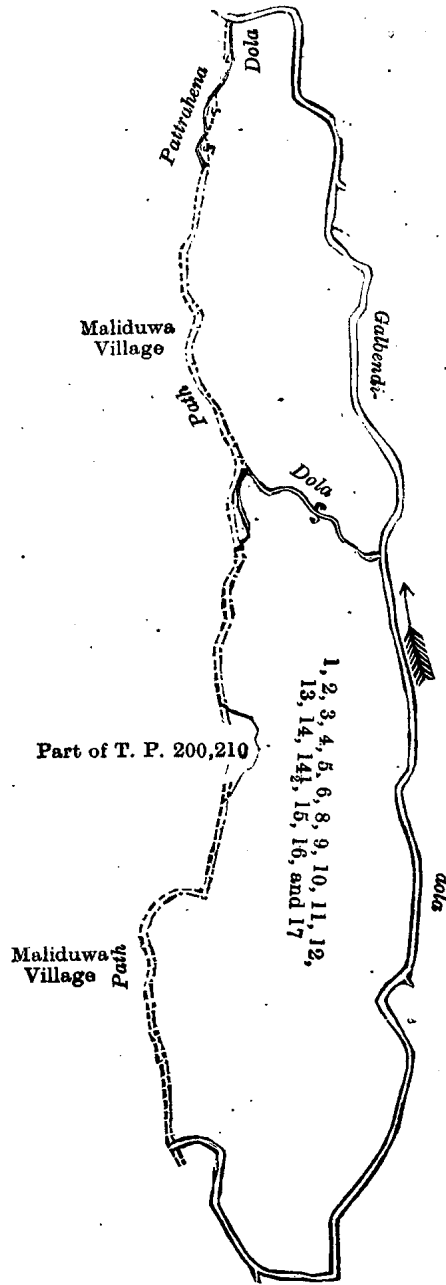 Dola
Pattrahena
Galbendi-
Maliduwa
Village
Path
Dola
1, 2, 3, 4, 5, 6, 8, 9, 10, 11, 12,
13, 14, 14½, 15, 16, and 17
Part of T. P. 200,210
dola
Maliduwa
Village
Path